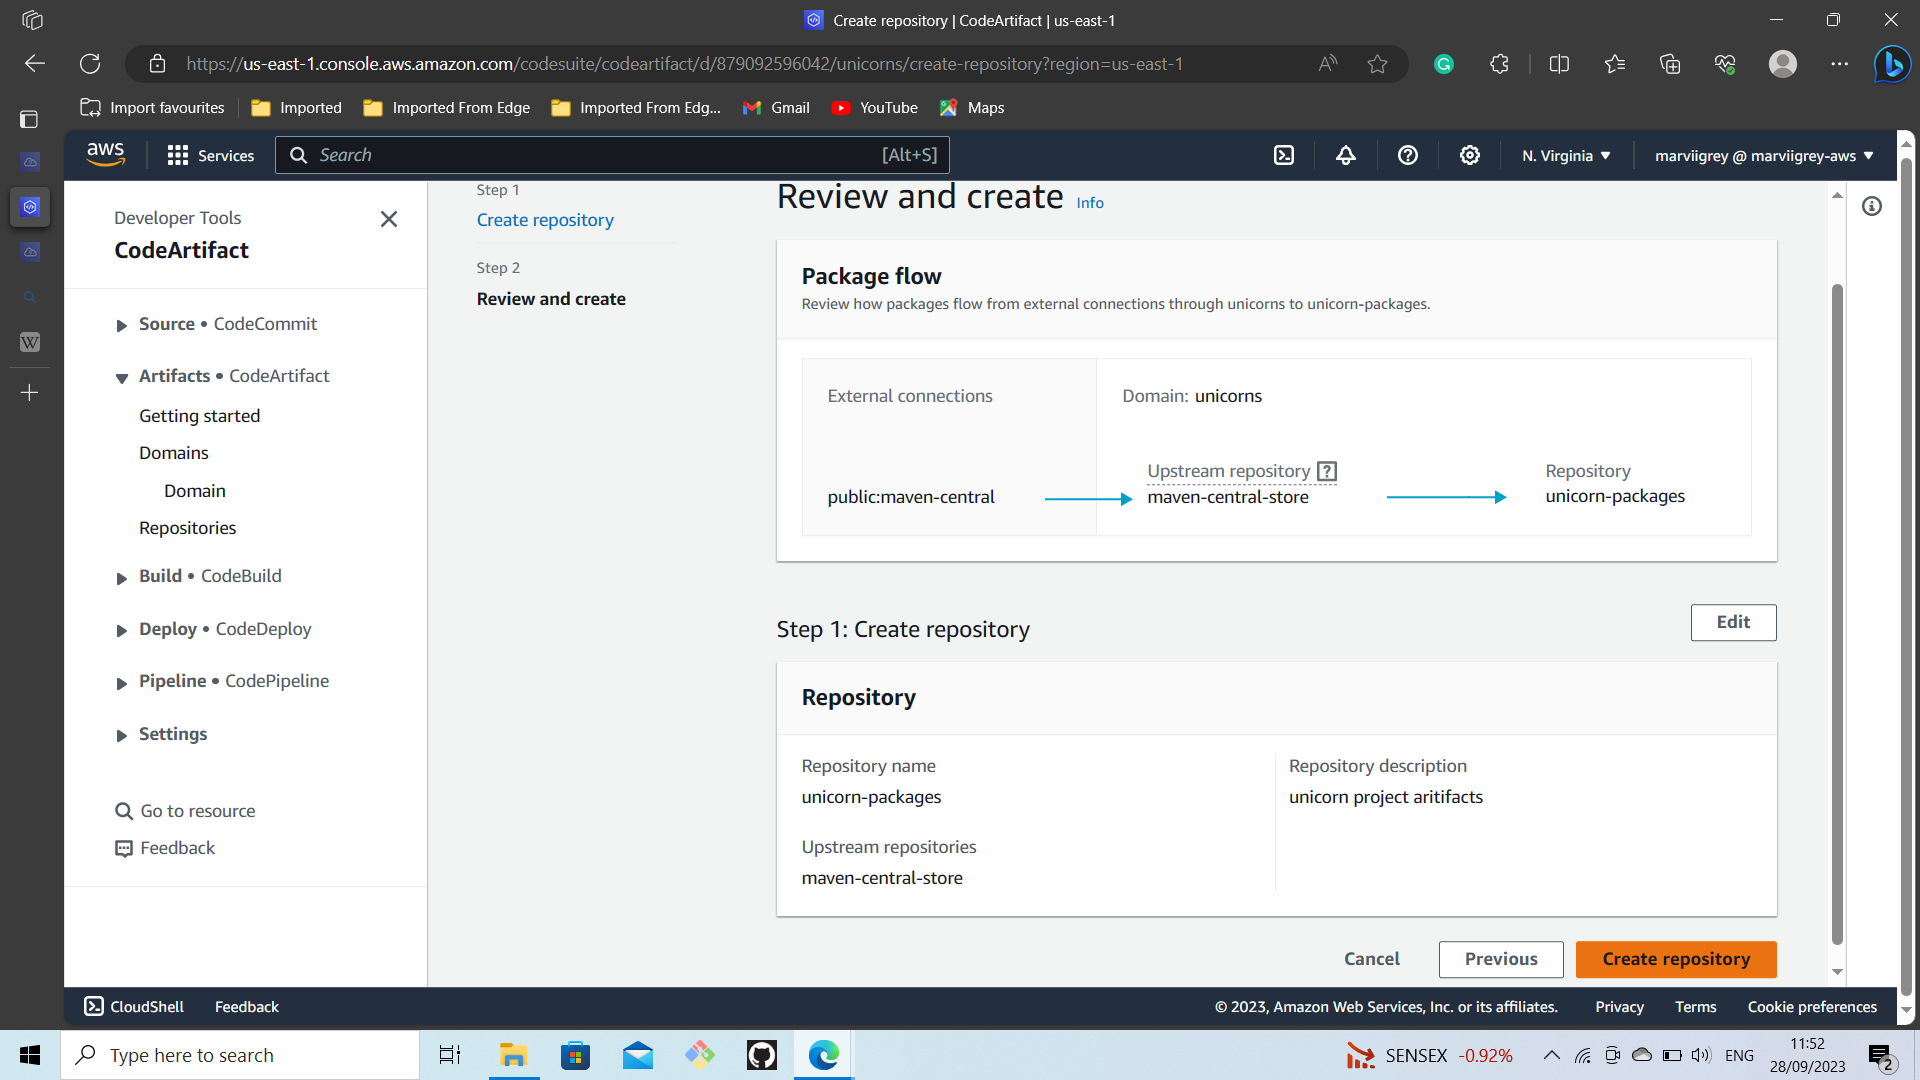 Create repository | CodeArtifact | us-east-1
https://us-east-1.console.aws.amazon.com/codesuite/codeartifact/d/879092596042/unicorns/create-repository?region=us-east-1
Import favourites
Imported
Imported From Edge
Imported From Edg...
Gmail
YouTube
Maps
aws
Services
Search
[Alt+S]
N. Virginia
marviigrey @ marviigrey-aws
Developer Tools
CodeArtifact
Source • CodeCommit
Artifacts • CodeArtifact
Getting started
Domains
Domain
Repositories
Build • CodeBuild
Deploy • CodeDeploy
Pipeline • CodePipeline
Settings
Go to resource
Feedback
Step 1
Create repository
Step 2
Review and create
Review and create Info
Package flow
Review how packages flow from external connections through unicorns to unicorn-packages.
External connections
Domain: unicorns
public:maven-central
Upstream repository
maven-central-store
Repository
unicorn-packages
Step 1: Create repository
Edit
Repository
Repository name
unicorn-packages
Repository description
unicorn project aritifacts
Upstream repositories
maven-central-store
Cancel
Previous
Create repository
CloudShell
Feedback
© 2023, Amazon Web Services, Inc. or its affiliates.
Privacy
Terms
Cookie preferences
Type here to search
SENSEX -0.92%
ENG
11:52
28/09/2023
2